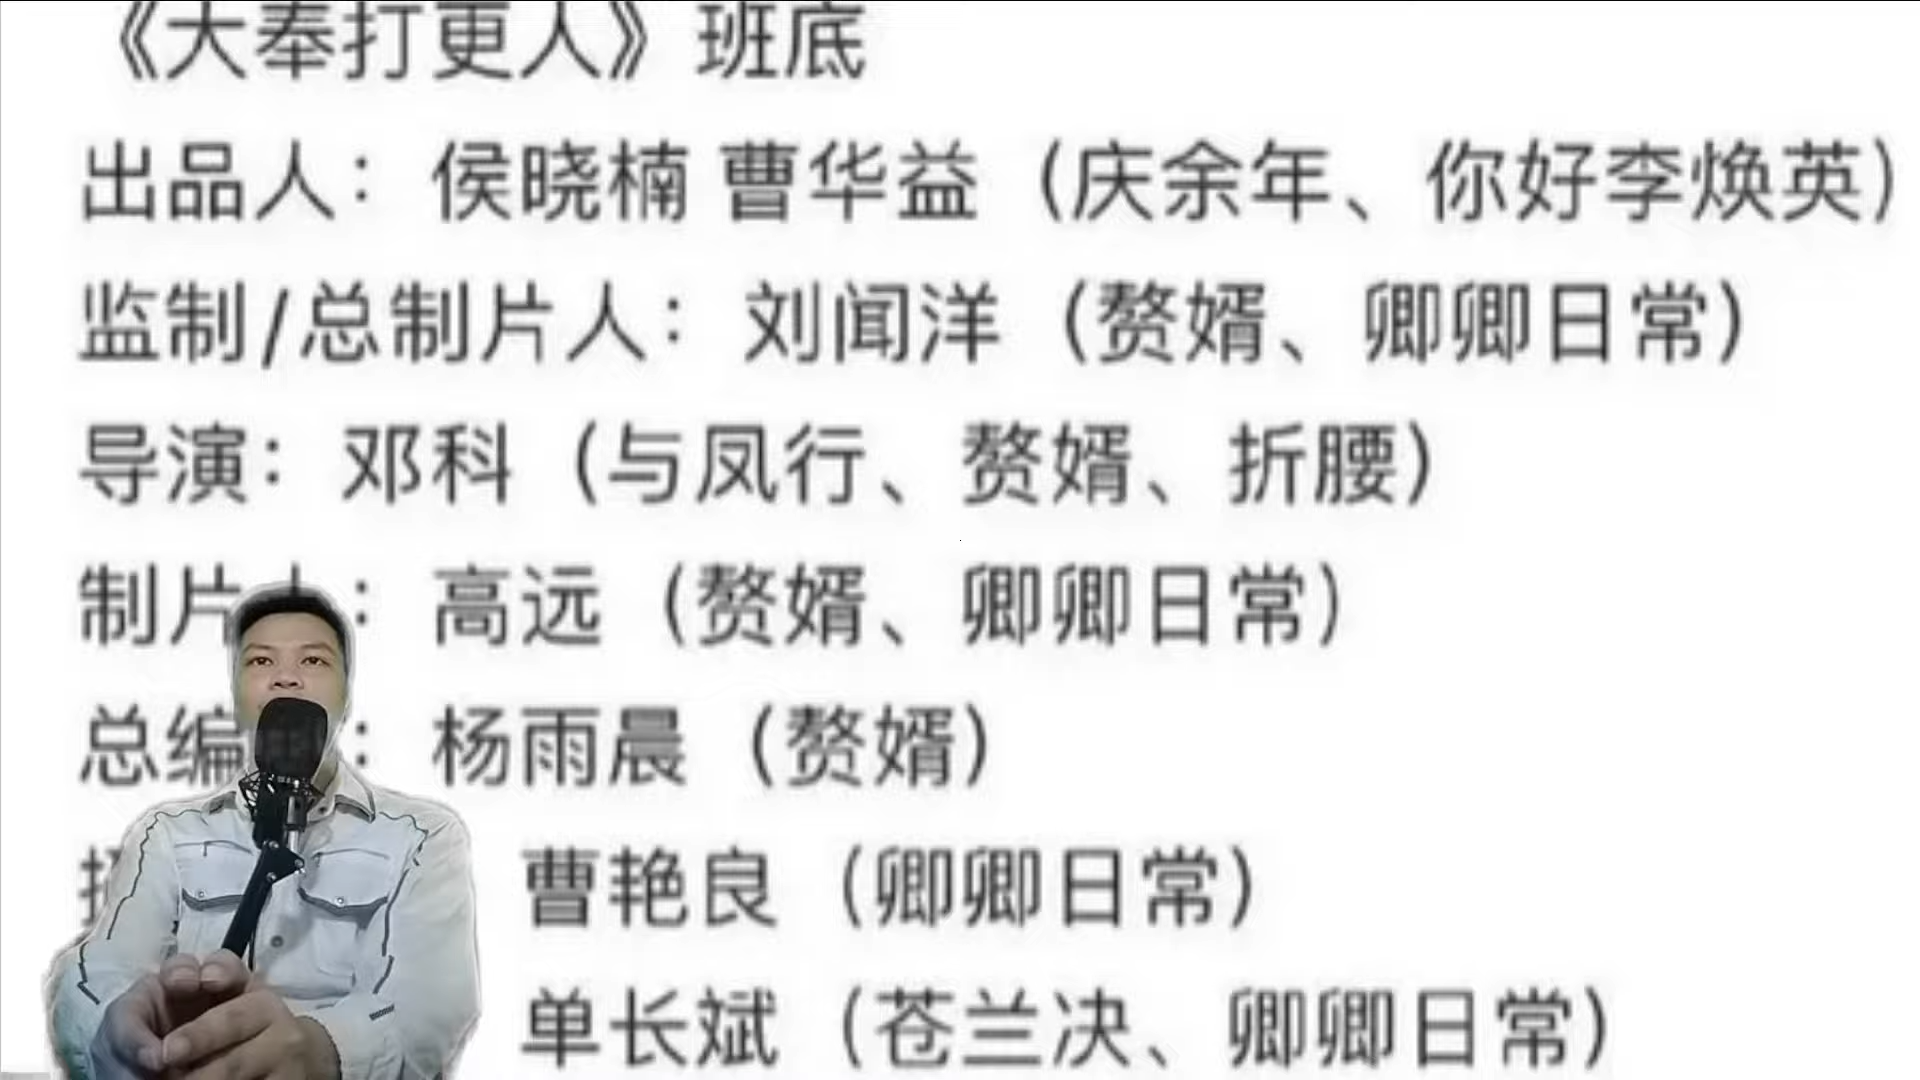 《大奉打更人》班底
出品人：侯晓楠 曹华益（庆余年、你好李焕英）
监制/总制片人：刘闻洋（赘婿、卿卿日常）
导演：邓科（与凤行、赘婿、折腰）
制片人：高远（赘婿、卿卿日常）
总编：杨雨晨（赘婿）
曹艳良（卿卿日常）
单长斌（苍兰决、卿卿日常）